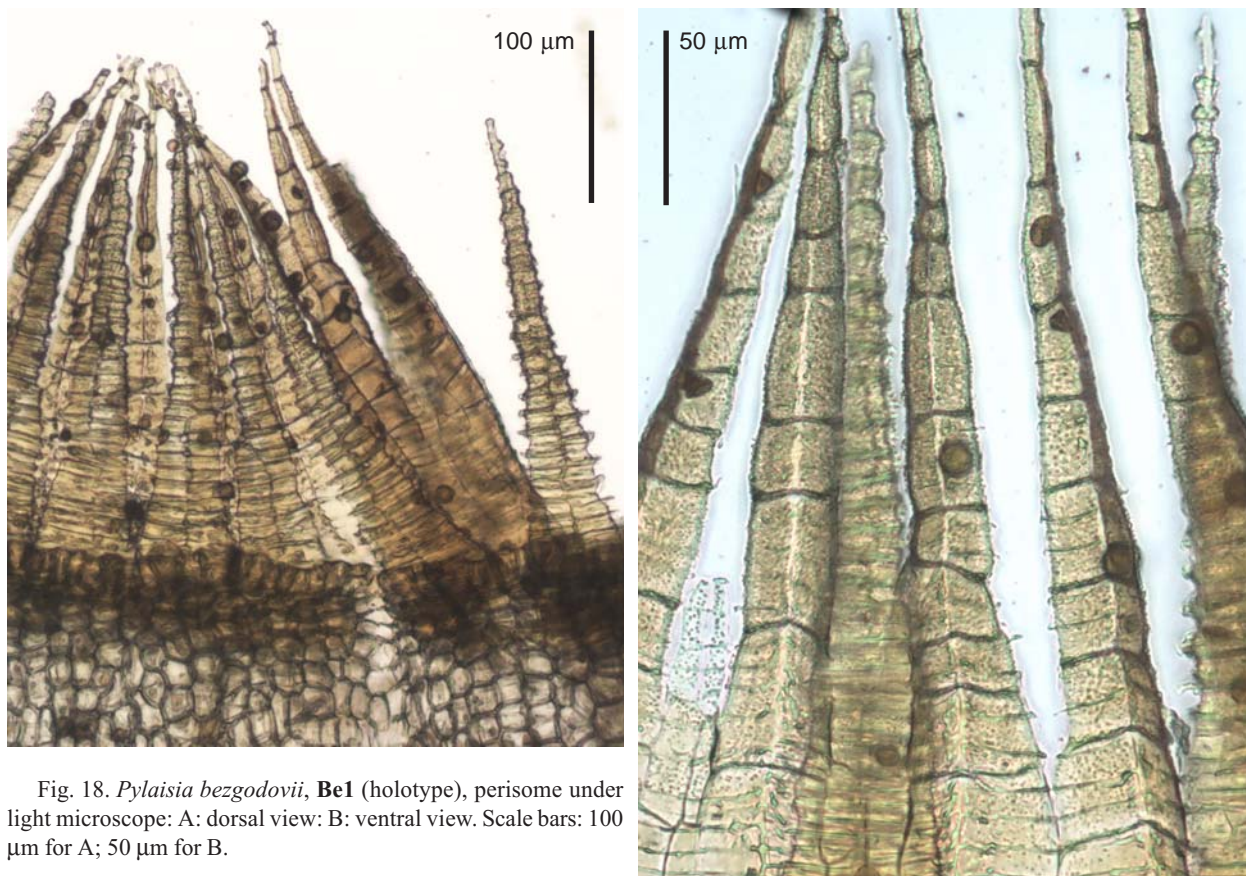 100 μm
50 μm
Fig. 18. Pylaisia bezgodovii, Be1 (holotype), perisome under
light microscope: A: dorsal view: B: ventral view. Scale bars: 100
μm for A; 50 μm for B.